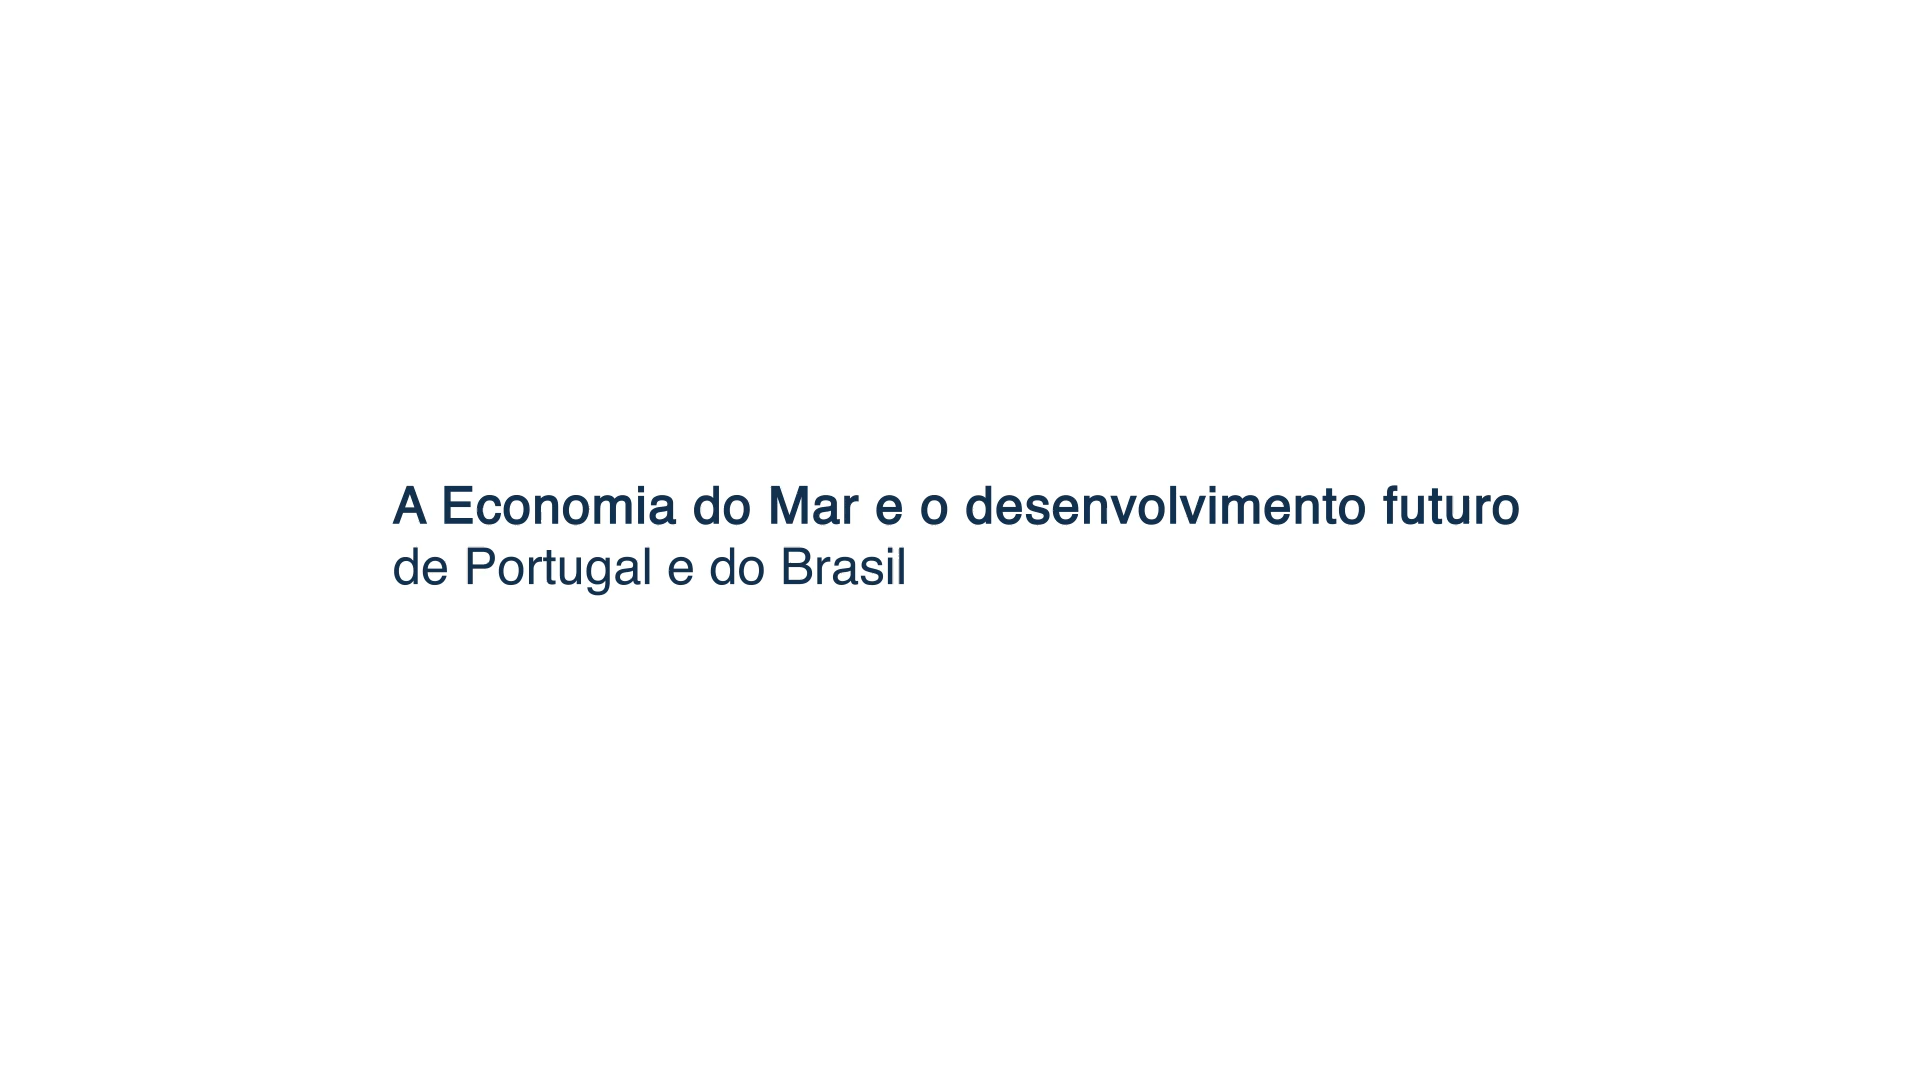 A Economia do Mar e o desenvolvimento futuro
de Portugal e do Brasil